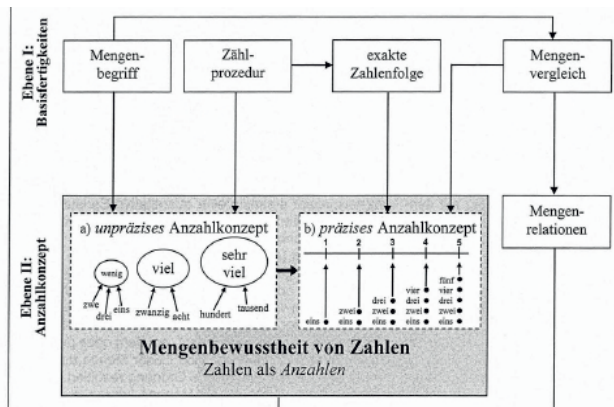 Ebene I:
Basisfertigkeiten
Mengen-
begriff
Zähl-
prozedur
exakte
Zahlenfolge
Mengen-
vergleich
Ebene II:
Anzahlkonzept
a) unpräzises Anzahlkonzept
wenig
viel
sehr
viel
zwei
drei
eins
zwanzig
acht
hundert
tausend
b) präzises Anzahlkonzept
1 2 3 4 5
fünf
vier vier
drei drei drei
zwei zwei zwei zwei
eins eins eins eins eins
Mengen-
relationen
Mengenbewusstheit von Zahlen
Zahlen als Anzahlen